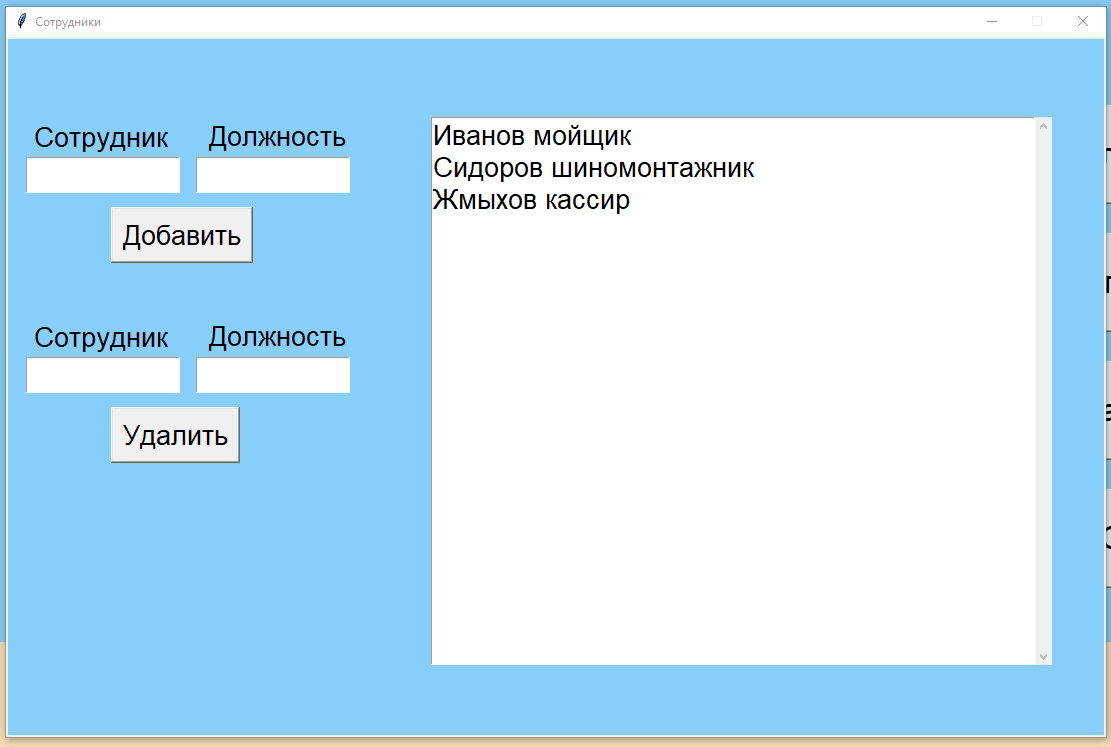 Сотрудники
Сотрудник Должность
Добавить
Сотрудник Должность
Удалить
Иванов мойщик
Сидоров шиномонтажник
Жмыхов кассир